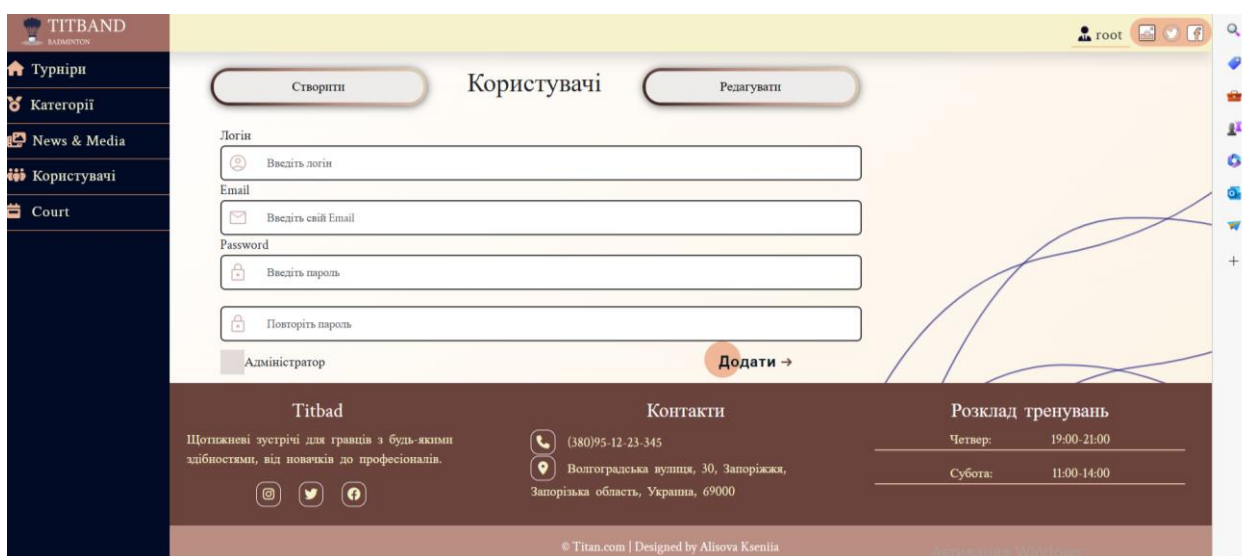 TITBAND
BADMINTON
root
Турніри
Категорії
News & Media
Користувачі
Court
Створити
Користувачі
Редагувати
Логін
Введіть логін
Email
Введіть свій Email
Password
Введіть пароль
Повторіть пароль
Адміністратор
Додати →
Titbad
Щотижневі зустрічі для гравців з будь-якими
здібностями, від новачків до професіоналів.
Контакти
(380)95-12-23-345
Волгоградська вулиця, 30, Запоріжжя,
Запорізька область, Украина, 69000
Розклад тренувань
Четвер: 19:00-21:00
Субота: 11:00-14:00
© Titan.com | Designed by Alisova Kseniia